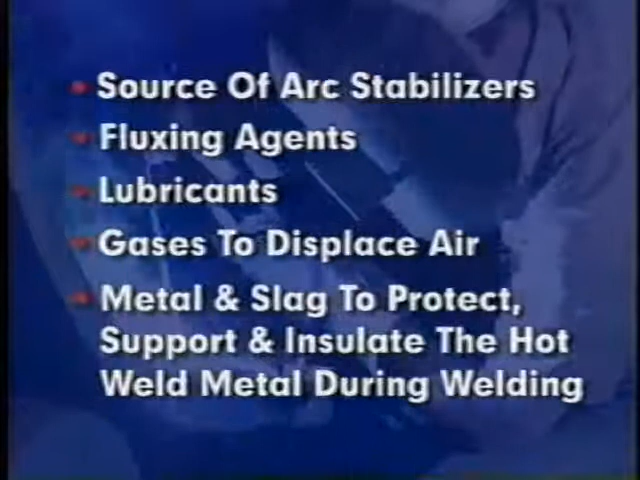 Source Of Arc Stabilizers
Fluxing Agents
Lubricants
Gases To Displace Air
Metal & Slag To Protect,
Support & Insulate The Hot
Weld Metal During Welding